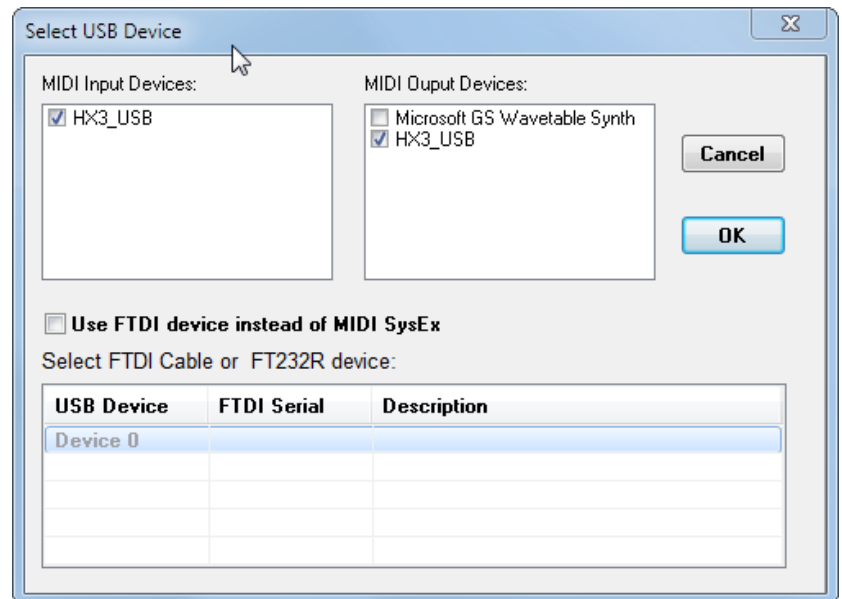 Select USB Device
MIDI Input Devices:
MIDI Ouput Devices:
HX3_USB
Microsoft GS Wavetable Synth
HX3_USB
Cancel
OK
Use FTDI device instead of MIDI SysEx
Select FTDI Cable or FT232R device:
USB Device FTDI Serial Description
Device 0